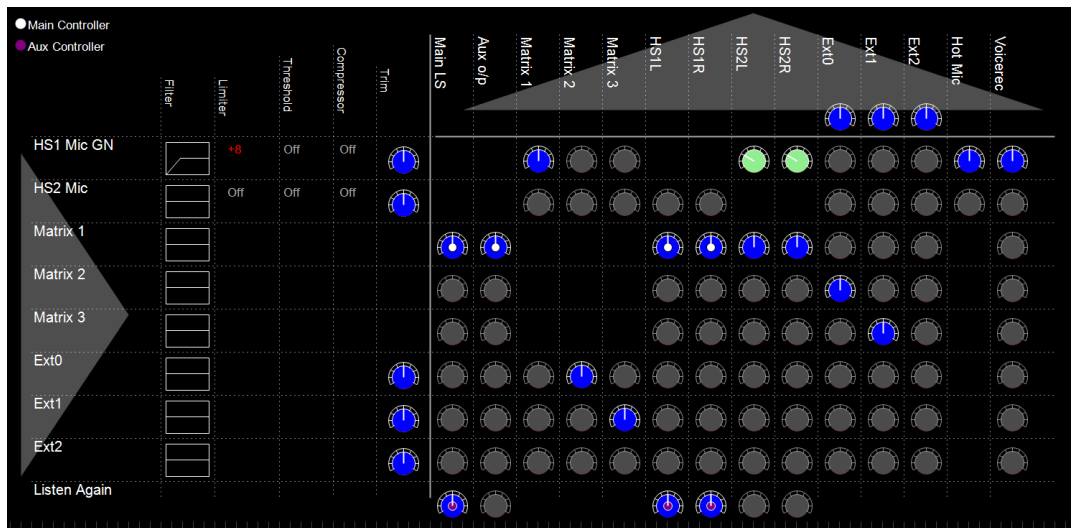 Main Controller
Aux Controller
Filter
Limiter
Threshold
Compressor
Trim
Main LS
Aux o/p
Matrix 1
Matrix 2
Matrix 3
HS1L
HS1R
HS2L
HS2R
Ext0
Ext1
Ext2
Hot Mic
Voicerec
HS1 Mic GN +8 Off Off
HS2 Mic Off Off Off
Matrix 1
Matrix 2
Matrix 3
Ext0
Ext1
Ext2
Listen Again